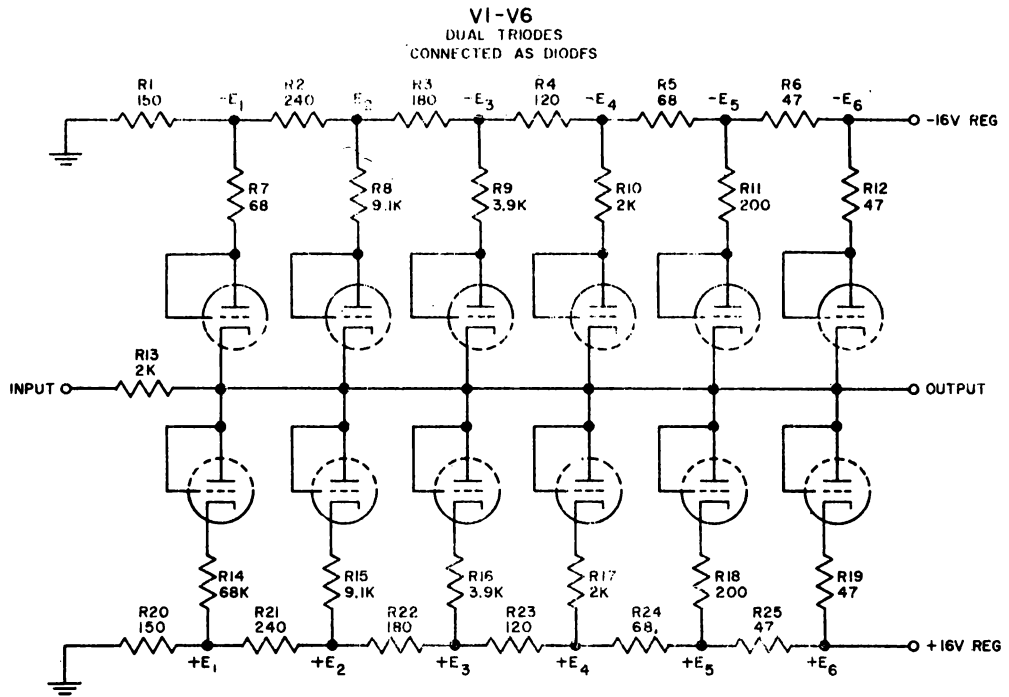 V1-V6
DUAL TRIODES
CONNECTED AS DIODES
R1
150
-E1
R2
240
E2
R3
180
-E3
R4
120
-E4
R5
68
-E5
R6
47
-E6
-16V REG
R7
68
R8
9.1K
R9
3.9K
R10
2K
R11
200
R12
47
R13
2K
INPUT
OUTPUT
R14
68K
R15
9.1K
R16
3.9K
R17
2K
R18
200
R19
47
R20
150
R21
240
R22
180
R23
120
R24
68
R25
47
+16V REG
+E1
+E2
+E3
+E4
+E5
+E6